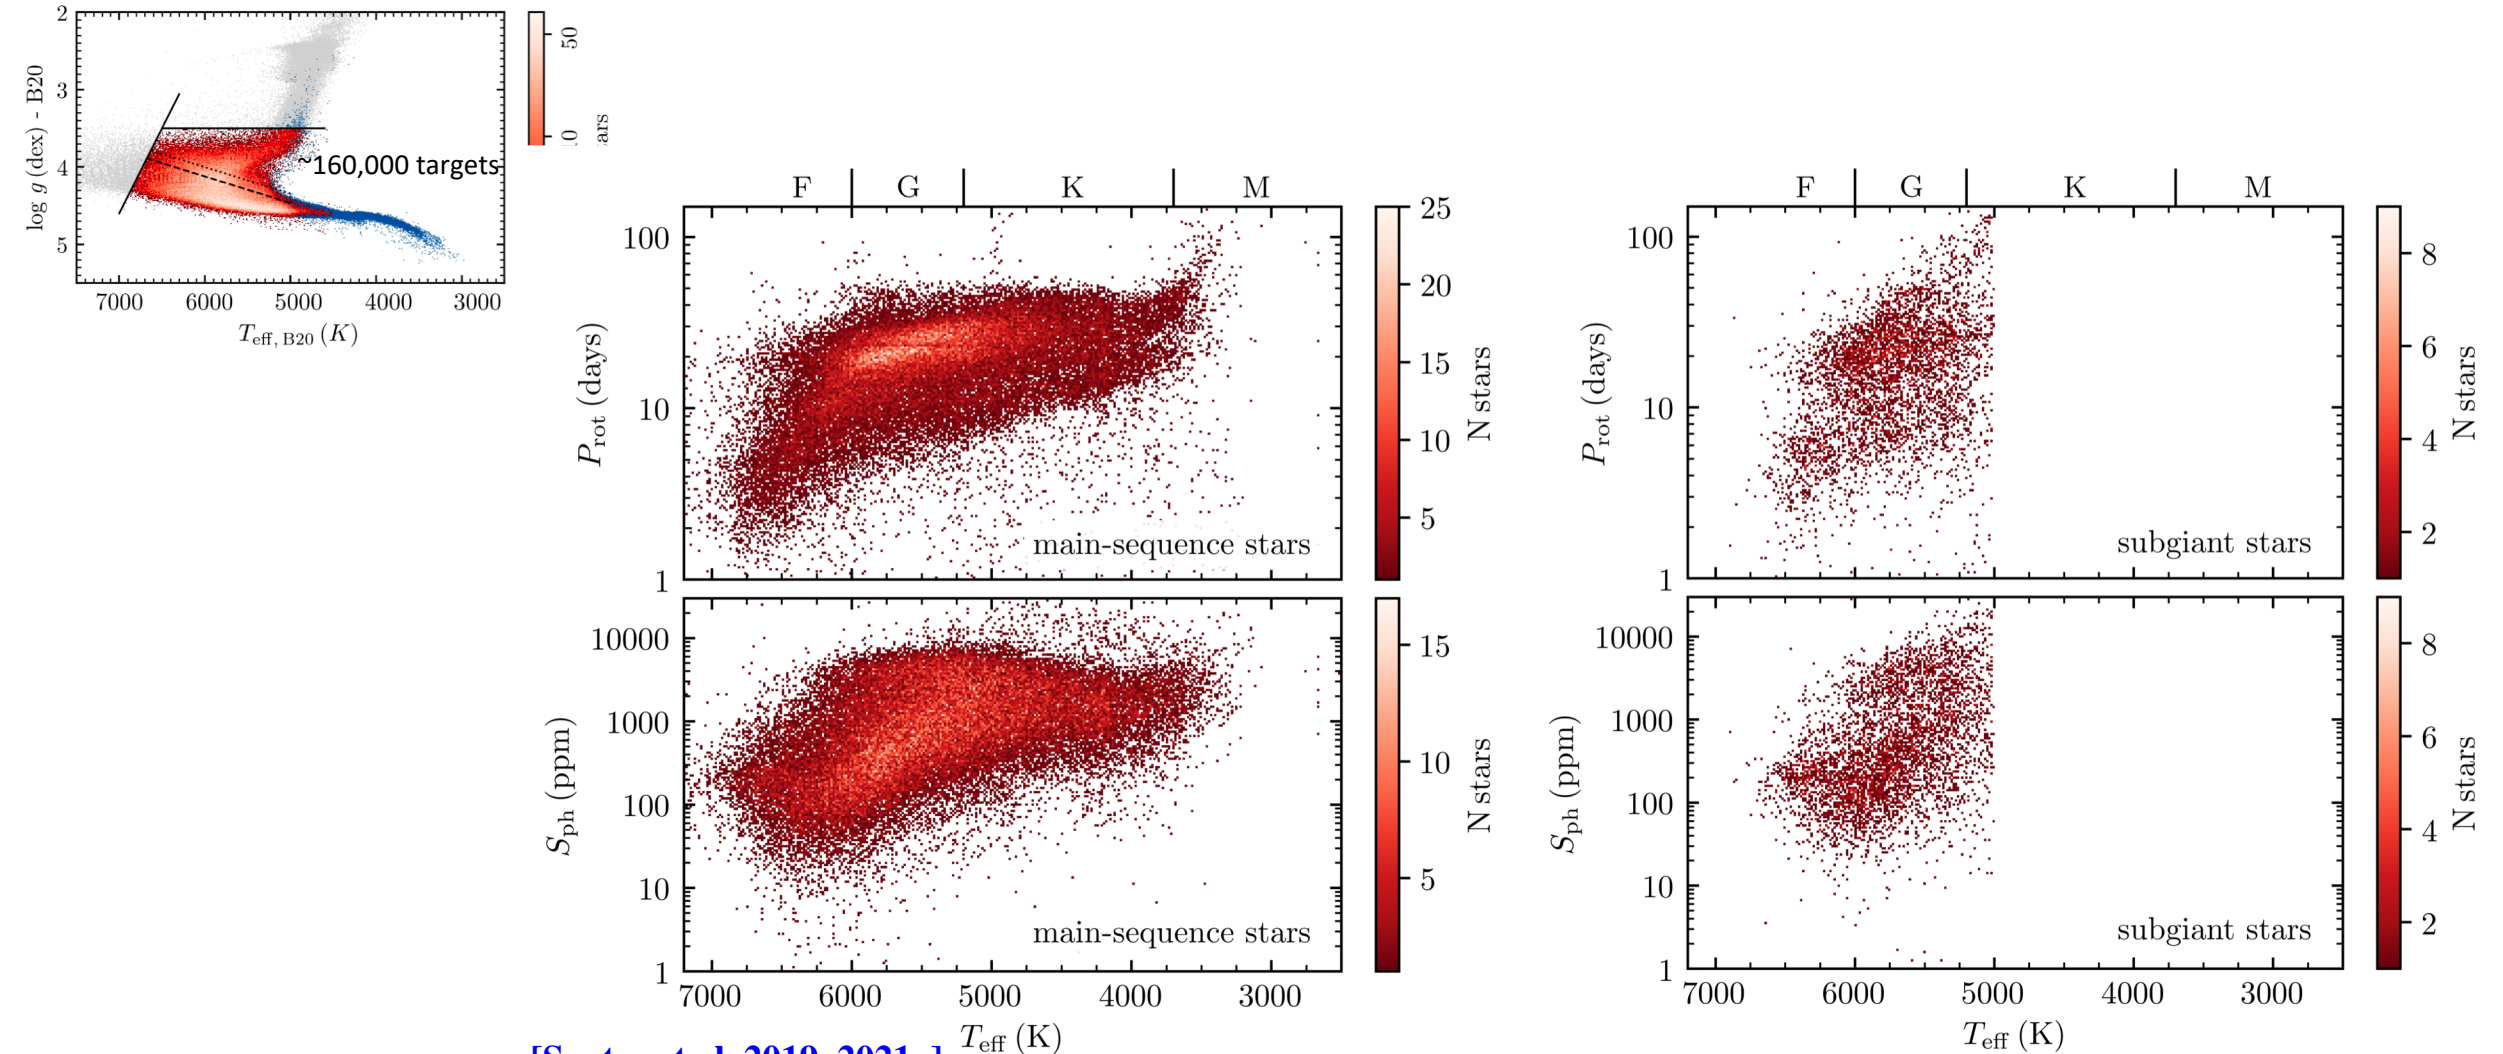 2
3
4
5
log g (dex) - B20
7000 6000 5000 4000 3000
T_eff, B20 (K)
~160,000 targets
50
ars
F G K M
100
10
1
P_rot (days)
main-sequence stars
25
20
15
10
5
N stars
F G K M
100
10
1
P_rot (days)
subgiant stars
8
6
4
2
N stars
10000
1000
100
10
1
S_ph (ppm)
main-sequence stars
7000 6000 5000 4000 3000
T_eff (K)
15
10
5
N stars
10000
1000
100
10
1
S_ph (ppm)
subgiant stars
7000 6000 5000 4000 3000
T_eff (K)
8
6
4
2
N stars